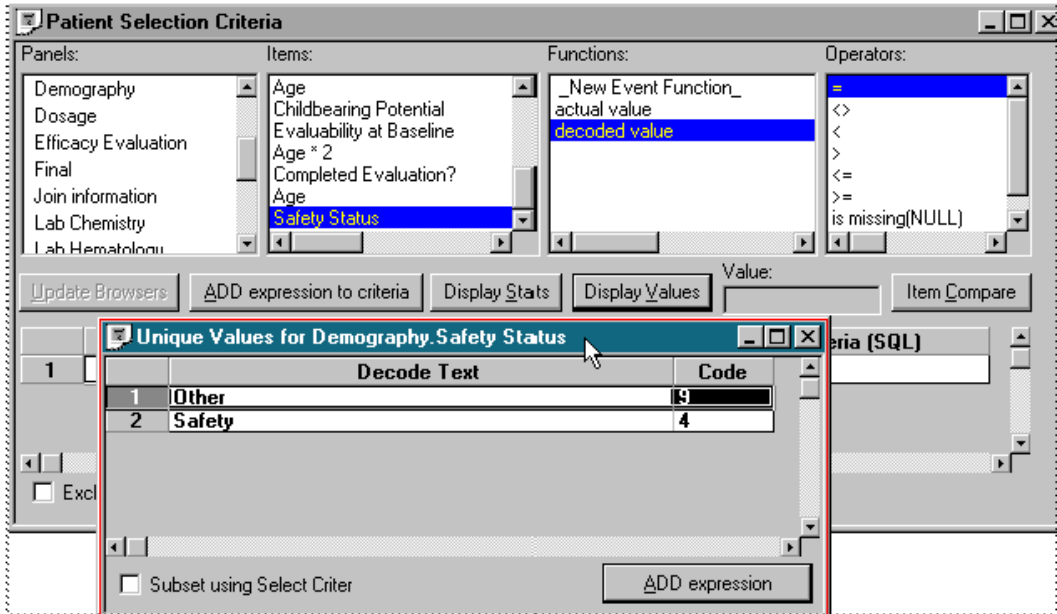 Patient Selection Criteria
Panels:
Items:
Functions:
Operators:
Demography
Dosage
Efficacy Evaluation
Final
Join information
Lab Chemistry
Lab Hematology
Age
Childbearing Potential
Evaluability at Baseline
Age * 2
Completed Evaluation?
Age
Safety Status
_New Event Function_
actual value
decoded value
=
<>
<
>
<=
>=
is missing(NULL)
Update Browsers
ADD expression to criteria
Display Stats
Display Values
Value:
Item Compare
eria (SQL)
1
Excl
Unique Values for Demography.Safety Status
Decode Text Code
1 Other 9
2 Safety 4
Subset using Select Criter
ADD expression